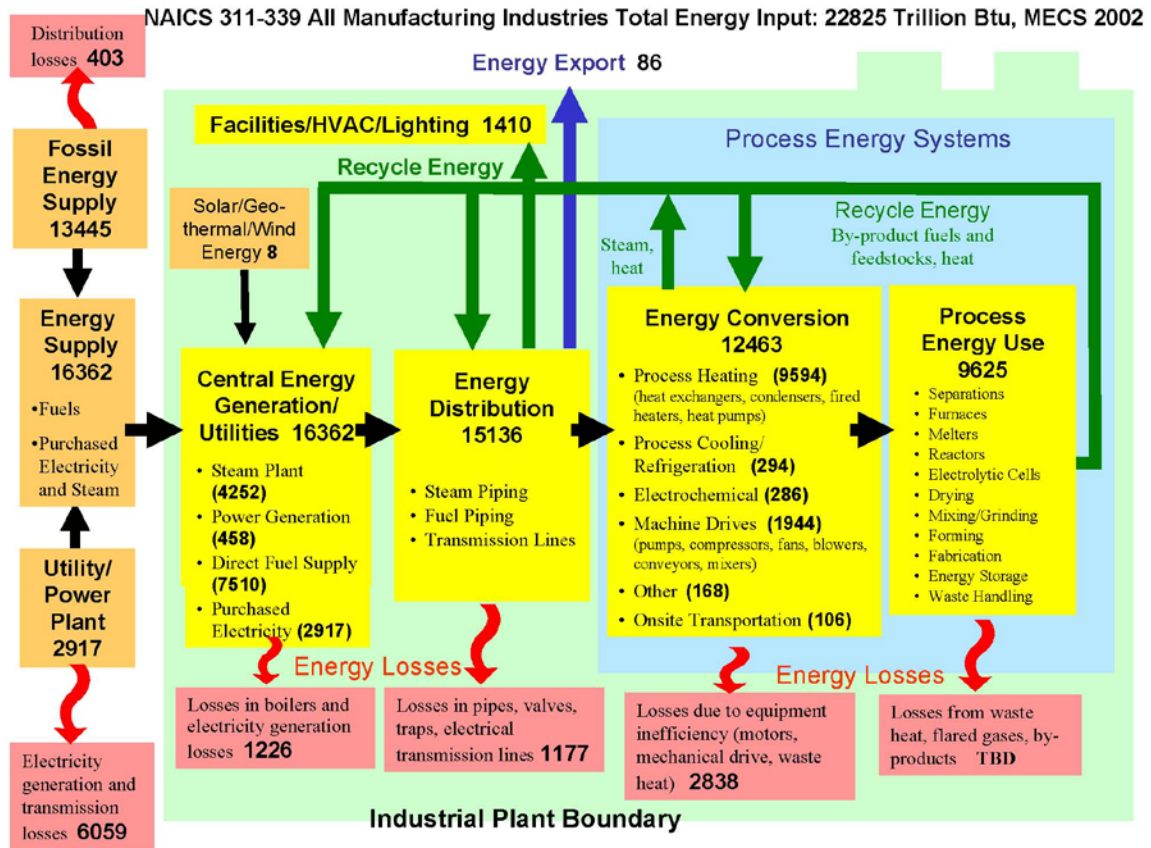 NAICS 311-339 All Manufacturing Industries Total Energy Input: 22825 Trillion Btu, MECS 2002
Distribution
losses 403
Energy Export 86
Fossil
Energy
Supply
13445
Facilities/HVAC/Lighting 1410
Process Energy Systems
Recycle Energy
Solar/Geo-
thermal/Wind
Energy 8
Steam,
heat
Recycle Energy
By-product fuels and
feedstocks, heat
Energy
Supply
16362
•Fuels
•Purchased
Electricity
and Steam
Central Energy
Generation/
Utilities 16362
• Steam Plant
(4252)
• Power Generation
(458)
• Direct Fuel Supply
(7510)
• Purchased
Electricity (2917)
Energy
Distribution
15136
• Steam Piping
• Fuel Piping
• Transmission Lines
Energy Conversion
12463
• Process Heating (9594)
(heat exchangers, condensers, fired
heaters, heat pumps)
• Process Cooling/
Refrigeration (294)
• Electrochemical (286)
• Machine Drives (1944)
(pumps, compressors, fans, blowers,
conveyors, mixers)
• Other (168)
• Onsite Transportation (106)
Process
Energy Use
9625
• Separations
• Furnaces
• Melters
• Reactors
• Electrolytic Cells
• Drying
• Mixing/Grinding
• Forming
• Fabrication
• Energy Storage
• Waste Handling
Utility/
Power
Plant
2917
Energy Losses
Energy Losses
Electricity
generation and
transmission
losses 6059
Losses in boilers and
electricity generation
losses 1226
Losses in pipes, valves,
traps, electrical
transmission lines 1177
Losses due to equipment
inefficiency (motors,
mechanical drive, waste
heat) 2838
Losses from waste
heat, flared gases, by-
products TBD
Industrial Plant Boundary